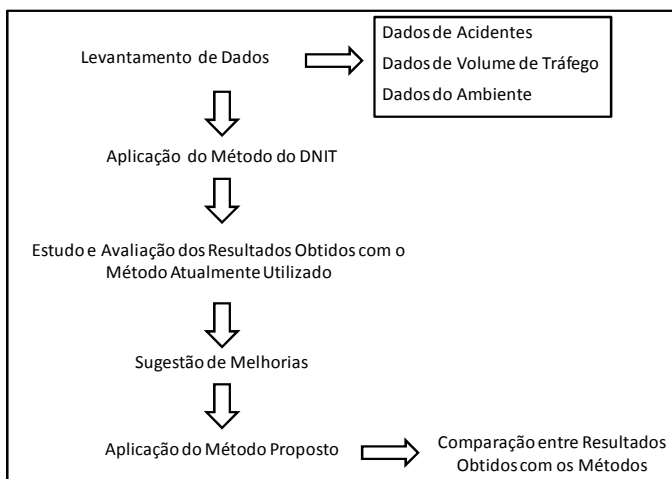 Levantamento de Dados
Dados de Acidentes
Dados de Volume de Tráfego
Dados do Ambiente
Aplicação do Método do DNIT
Estudo e Avaliação dos Resultados Obtidos com o
Método Atualmente Utilizado
Sugestão de Melhorias
Aplicação do Método Proposto
Comparação entre Resultados
Obtidos com os Métodos